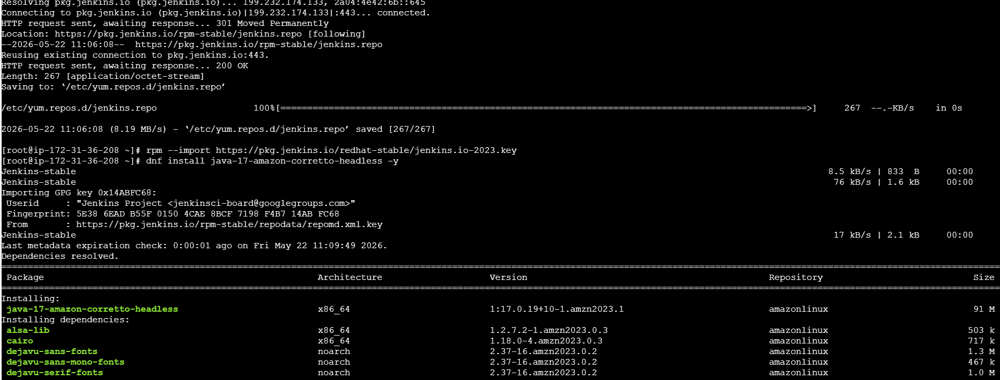 Resolving pkg.jenkins.io (pkg.jenkins.io)... 199.232.174.133, 2a04:4e42:6b::645
Connecting to pkg.jenkins.io (pkg.jenkins.io)|199.232.174.133|:443... connected.
HTTP request sent, awaiting response... 301 Moved Permanently
Location: https://pkg.jenkins.io/rpm-stable/jenkins.repo [following]
--2026-05-22 11:06:08--  https://pkg.jenkins.io/rpm-stable/jenkins.repo
Reusing existing connection to pkg.jenkins.io:443.
HTTP request sent, awaiting response... 200 OK
Length: 267 [application/octet-stream]
Saving to: ‘/etc/yum.repos.d/jenkins.repo’
/etc/yum.repos.d/jenkins.repo 100%[==================================================================================================>] 267 --.-KB/s in 0s
2026-05-22 11:06:08 (8.19 MB/s) - ‘/etc/yum.repos.d/jenkins.repo’ saved [267/267]
[root@ip-172-31-36-208 ~]# rpm --import https://pkg.jenkins.io/redhat-stable/jenkins.io-2023.key
[root@ip-172-31-36-208 ~]# dnf install java-17-amazon-corretto-headless -y
Jenkins-stable 8.5 kB/s | 833 B 00:00
Jenkins-stable 76 kB/s | 1.6 kB 00:00
Importing GPG key 0x14ABFC68:
Userid : "Jenkins Project <jenkinsci-board@googlegroups.com>"
Fingerprint: 5E38 6EAD B55F 0150 4CAE 8BCF 7198 F4B7 14AB FC68
From : https://pkg.jenkins.io/rpm-stable/repodata/repomd.xml.key
Jenkins-stable 17 kB/s | 2.1 kB 00:00
Last metadata expiration check: 0:00:01 ago on Fri May 22 11:09:49 2026.
Dependencies resolved.
Package Architecture Version Repository Size
Installing:
java-17-amazon-corretto-headless x86_64 1:17.0.19+10-1.amzn2023.1 amazonlinux 91 M
Installing dependencies:
alsa-lib x86_64 1.2.7.2-1.amzn2023.0.3 amazonlinux 503 k
cairo x86_64 1.18.0-4.amzn2023.0.3 amazonlinux 717 k
dejavu-sans-fonts noarch 2.37-16.amzn2023.0.2 amazonlinux 1.3 M
dejavu-sans-mono-fonts noarch 2.37-16.amzn2023.0.2 amazonlinux 467 k
dejavu-serif-fonts noarch 2.37-16.amzn2023.0.2 amazonlinux 1.0 M